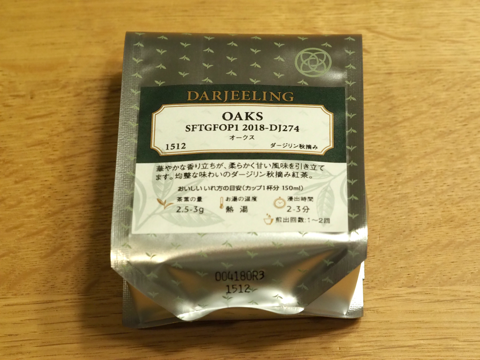 DARJEELING
OAKS
SFTGFOP1 2018-DJ274
オークス
1512 ダージリン秋摘み
華やかな香り立ちが、柔らかく甘い風味を引き立て
ます。均整な味わいのダージリン秋摘み紅茶。
おいしいいれ方の目安(カップ1杯分 150ml)
茶葉の量 お湯の温度 浸出時間
2.5-3g 熱湯 2-3分
煎出回数:1〜2回
004180R3
1512